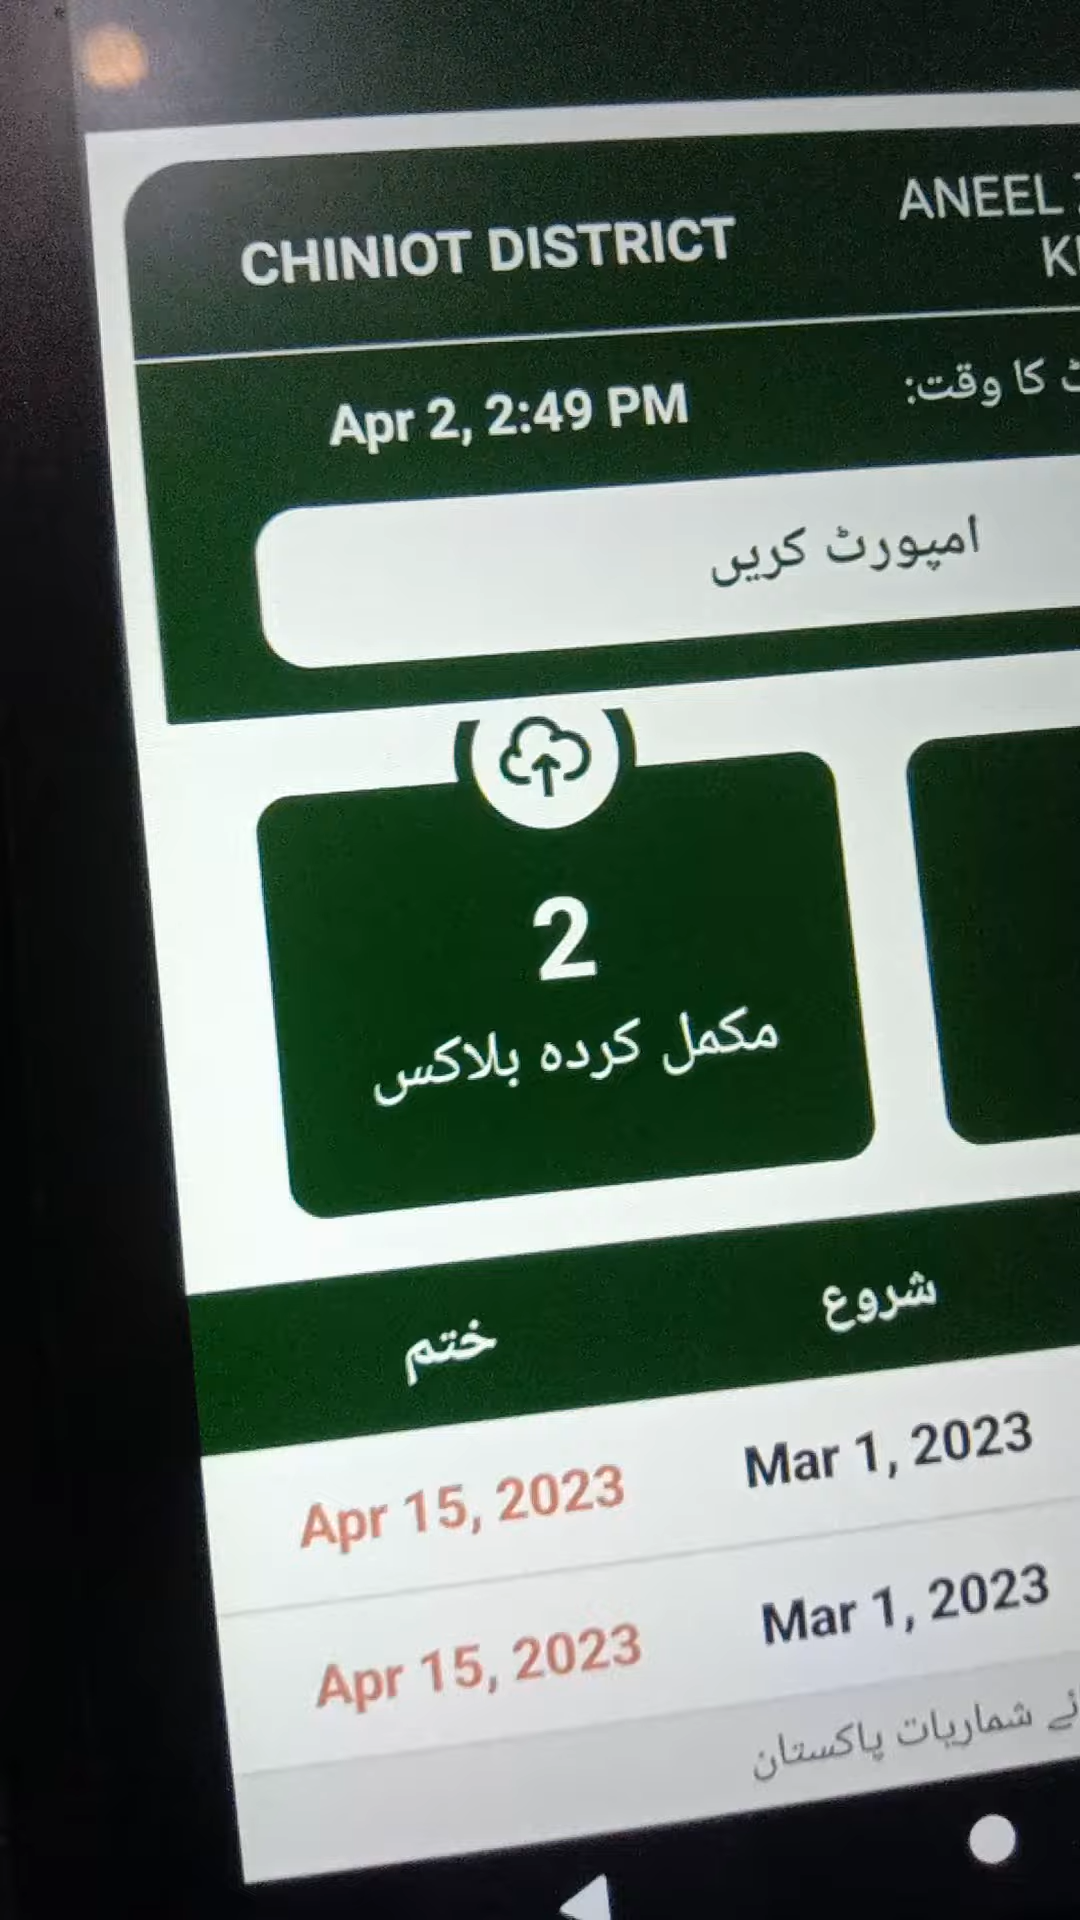 CHINIOT DISTRICT
ANEEL
Apr 2, 2:49 PM
کا وقت:
امپورٹ کریں
2
مکمل کردہ بلاکس
شروع
ختم
Mar 1, 2023
Apr 15, 2023
Mar 1, 2023
Apr 15, 2023
شماریات پاکستان